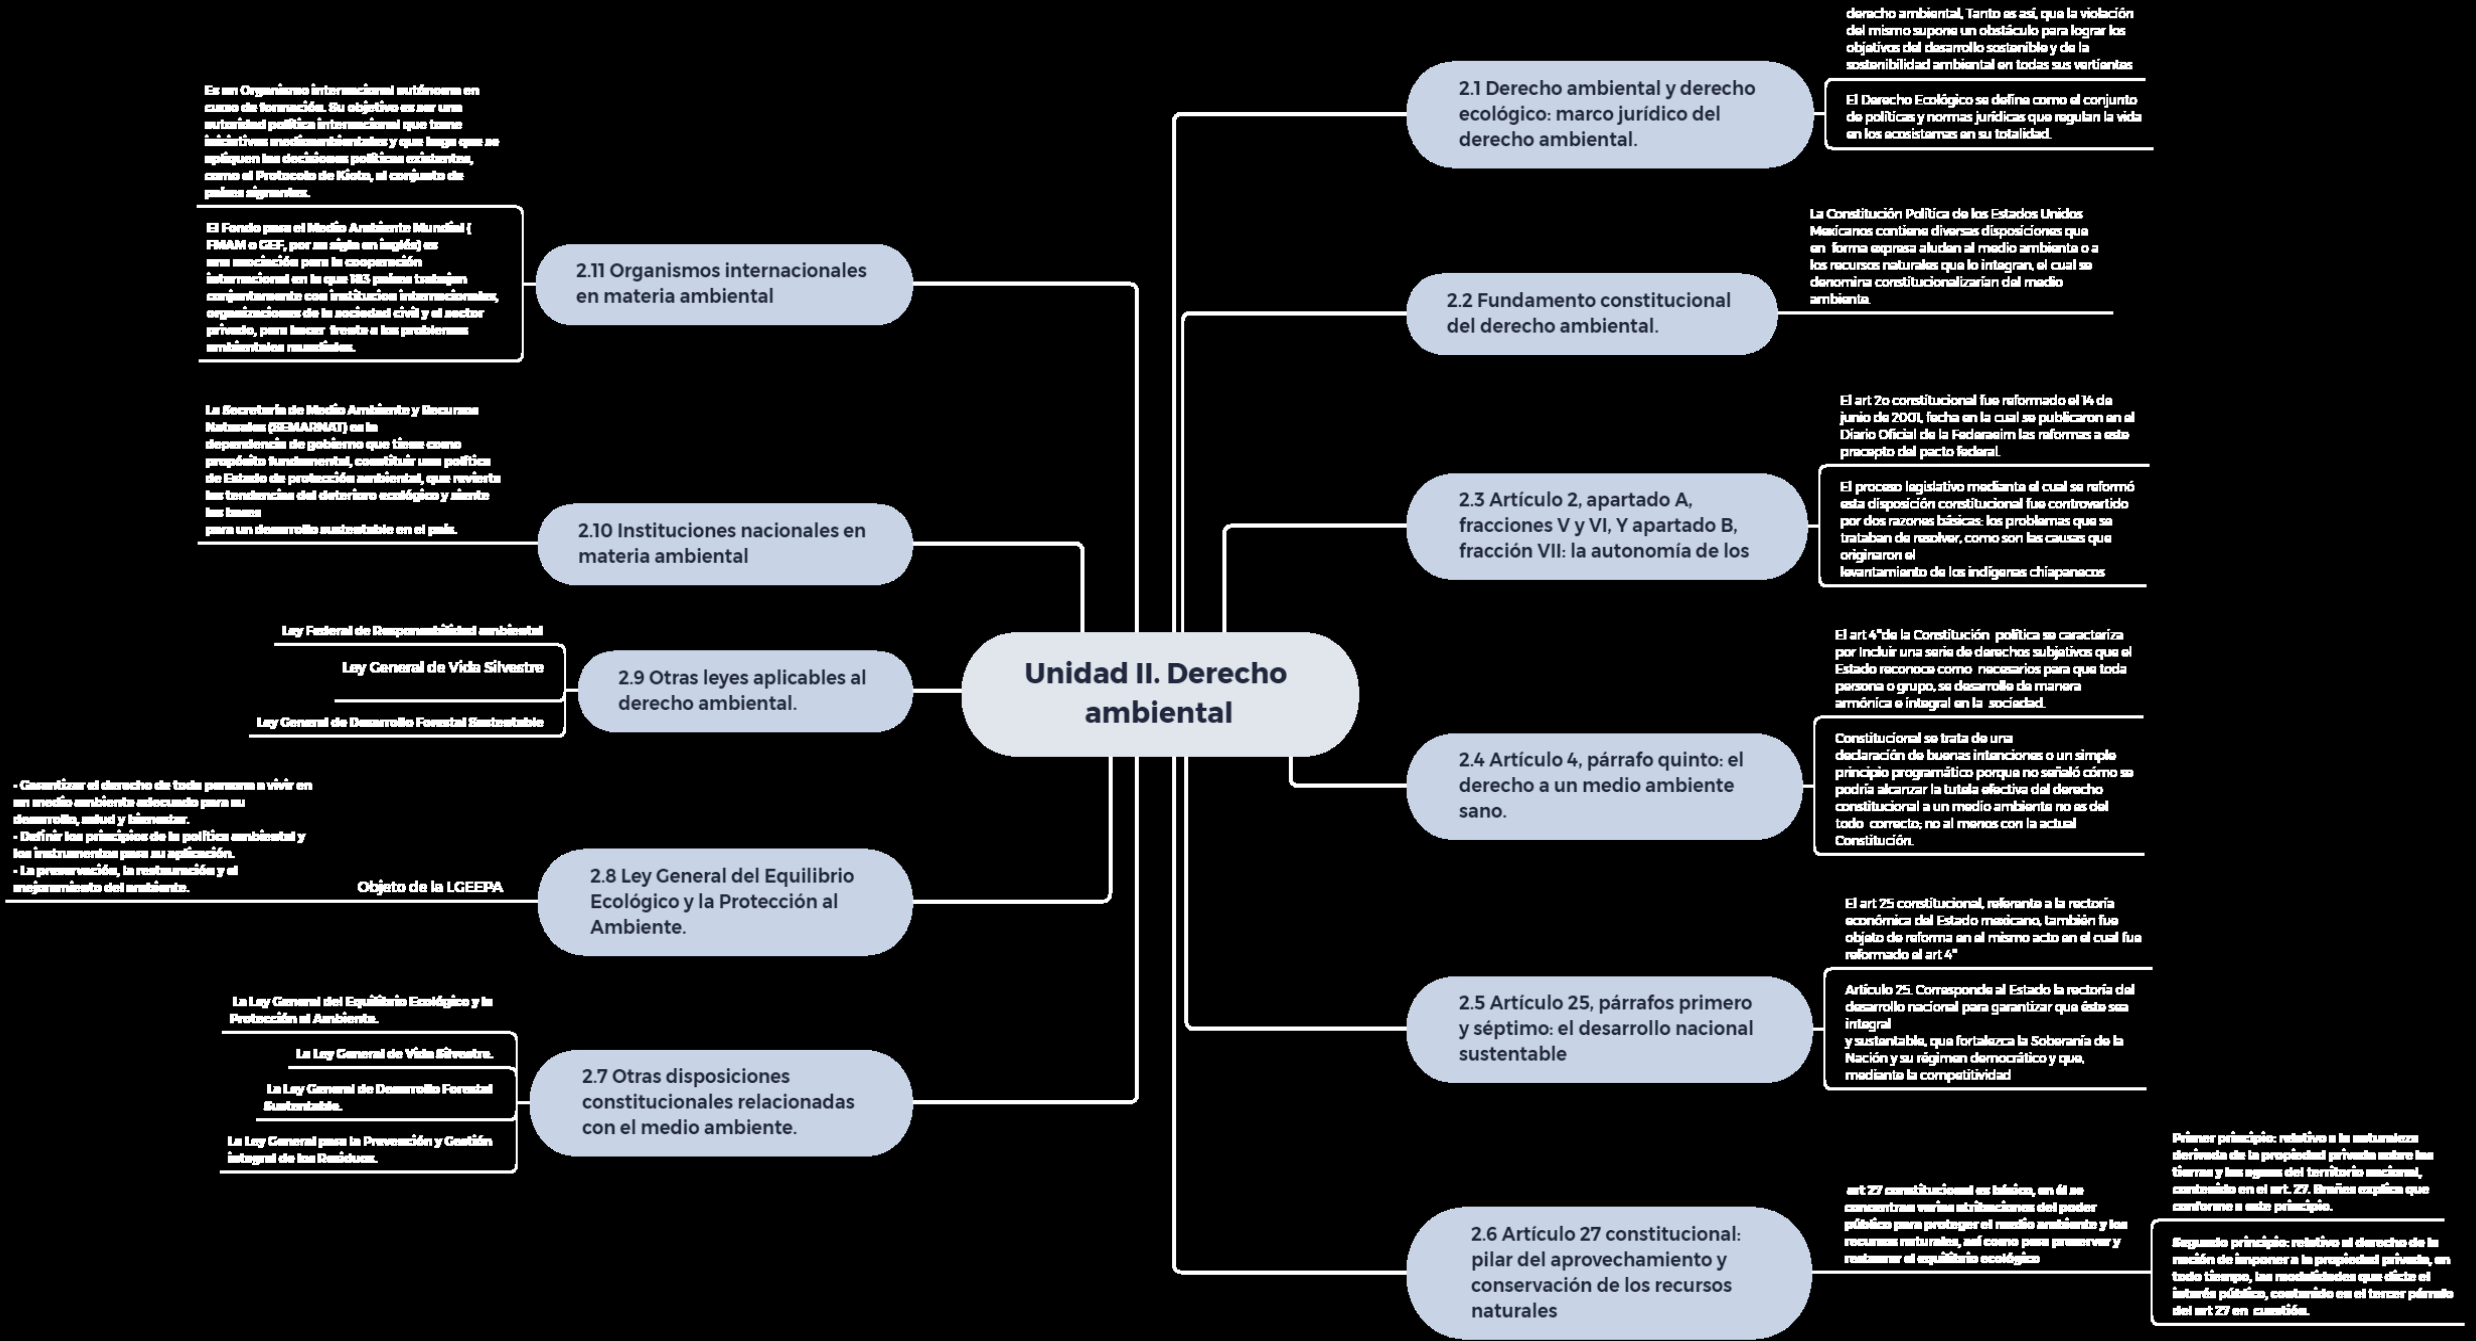 Unidad II. Derecho
ambiental
derecho ambiental, Tanto es así, que la violación
del mismo supone un obstáculo para lograr los
objetivos del desarrollo sostenible y de la
sostenibilidad ambiental en todas sus vertientes
2.1 Derecho ambiental y derecho
ecológico: marco jurídico del
derecho ambiental.
El Derecho Ecológico se define como el conjunto
de políticas y normas jurídicas que regulan la vida
en los ecosistemas en su totalidad.
La Constitución Política de los Estados Unidos
Mexicanos contiene diversas disposiciones que
en forma expresa aluden al medio ambiente o a
los recursos naturales que lo integran, el cual se
denomina constitucionalizarían del medio
ambiente.
2.2 Fundamento constitucional
del derecho ambiental.
El art 2o constitucional fue reformado el 14 de
junio de 2001, fecha en la cual se publicaron en el
Diario Oficial de la Federaeim las reformas a este
precepto del pacto federal.
2.3 Artículo 2, apartado A,
fracciones V y VI, Y apartado B,
fracción VII: la autonomía de los
El proceso legislativo mediante el cual se reformó
esta disposición constitucional fue controvertido
por dos razones básicas: los problemas que se
trataban de resolver, como son las causas que
originaron el
levantamiento de los indígenas chiapanecos
El art 4"de la Constitución política se caracteriza
por Incluir una serie de derechos subjetivos que el
Estado reconoce como necesarios para que toda
persona o grupo, se desarrolle de manera
armónica e integral en la sociedad.
2.4 Artículo 4, párrafo quinto: el
derecho a un medio ambiente
sano.
Constitucional se trata de una
declaración de buenas intenciones o un simple
principio programático porque no señaló cómo se
podría alcanzar la tutela efectiva del derecho
constitucional a un medio ambiente no es del
todo correcto; no al menos con la actual
Constitución.
El art 25 constitucional, referente a la rectoría
económica del Estado mexicano, también fue
objeto de reforma en el mismo acto en el cual fue
reformado el art 4"
2.5 Artículo 25, párrafos primero
y séptimo: el desarrollo nacional
sustentable
Artículo 25. Corresponde al Estado la rectoría del
desarrollo nacional para garantizar que éste sea
integral
y sustentable, que fortalezca la Soberanía de la
Nación y su régimen democrático y que,
mediante la competitividad
2.6 Artículo 27 constitucional:
pilar del aprovechamiento y
conservación de los recursos
naturales
art 27 constitucional es básico, en él se
concentran varias atribuciones del poder
público para proteger el medio ambiente y los
recursos naturales, así como para preservar y
restaurar el equilibrio ecológico
Primer principio: relativo a la naturaleza
derivada de la propiedad privada sobre las
tierras y las aguas del territorio nacional,
contenido en el art. 27. Brañes explica que
conforme a este principio.
Segundo principio: relativo al derecho de la
nación de imponer a la propiedad privada, en
todo tiempo, las modalidades que dicte el
interés público, contenido en el tercer párrafo
del art 27 en cuestión.
Es un Organismo internacional autónoma en
curso de formación. Su objetivo es ser una
autoridad política internacional que tome
iniciativas medioambientales y que haga que se
apliquen las decisiones políticas existentes,
como el Protocolo de Kioto, al conjunto de
países signantes.
2.11 Organismos internacionales
en materia ambiental
El Fondo para el Medio Ambiente Mundial (
FMAM o GEF, por su sigla en inglés) es
una asociación para la cooperación
internacional en la que 183 países trabajan
conjuntamente con institucion internacionales,
organizaciones de la sociedad civil y el sector
privado, para hacer frente a los problemas
ambientales mundiales.
La Secretaría de Medio Ambiente y Recursos
Naturales (SEMARNAT) es la
dependencia de gobierno que tiene como
propósito fundamental, constituir una política
de Estado de protección ambiental, que revierta
las tendencias del deterioro ecológico y siente
las bases
para un desarrollo sustentable en el país.
2.10 Instituciones nacionales en
materia ambiental
Ley Federal de Responsabilidad ambiental
Ley General de Vida Silvestre
Ley General de Desarrollo Forestal Sustentable
2.9 Otras leyes aplicables al
derecho ambiental.
- Garantizar el derecho de toda persona a vivir en
un medio ambiente adecuado para su
desarrollo, salud y bienestar.
- Definir los principios de la política ambiental y
los instrumentos para su aplicación.
- La preservación, la restauración y el
mejoramiento del ambiente.
Objeto de la LGEEPA
2.8 Ley General del Equilibrio
Ecológico y la Protección al
Ambiente.
La Ley General del Equilibrio Ecológico y la
Protección al Ambiente.
La Ley General de Vida Silvestre.
La Ley General de Desarrollo Forestal
Sustentable.
La Ley General para la Prevención y Gestión
integral de los Residuos.
2.7 Otras disposiciones
constitucionales relacionadas
con el medio ambiente.